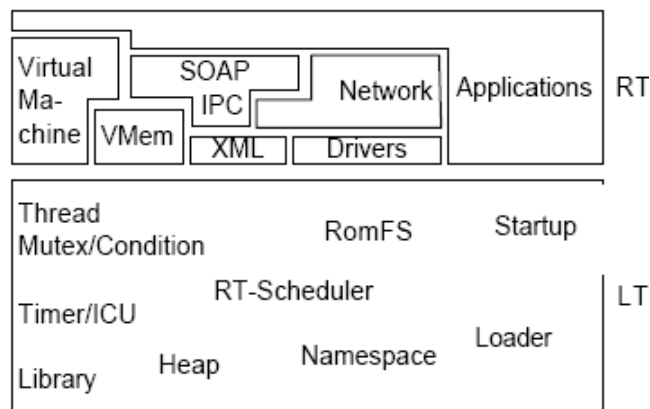 Virtual
Ma-
chine
SOAP
IPC
Network
Applications
RT
VMem
XML
Drivers
Thread
Mutex/Condition
RomFS
Startup
RT-Scheduler
Timer/ICU
LT
Library
Heap
Namespace
Loader